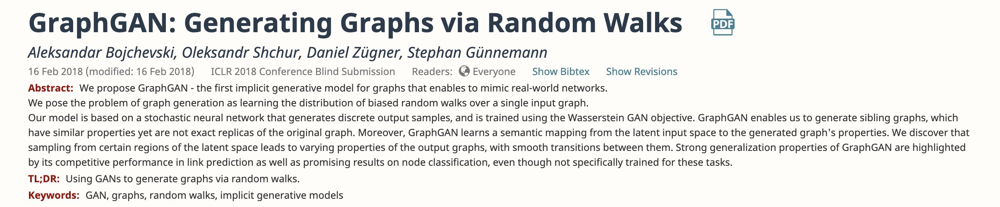 GraphGAN: Generating Graphs via Random Walks PDF
Aleksandar Bojchevski, Oleksandr Shchur, Daniel Zügner, Stephan Günnemann
16 Feb 2018 (modified: 16 Feb 2018) ICLR 2018 Conference Blind Submission Readers: Everyone Show Bibtex Show Revisions
Abstract: We propose GraphGAN - the first implicit generative model for graphs that enables to mimic real-world networks.
We pose the problem of graph generation as learning the distribution of biased random walks over a single input graph.
Our model is based on a stochastic neural network that generates discrete output samples, and is trained using the Wasserstein GAN objective. GraphGAN enables us to generate sibling graphs, which
have similar properties yet are not exact replicas of the original graph. Moreover, GraphGAN learns a semantic mapping from the latent input space to the generated graph's properties. We discover that
sampling from certain regions of the latent space leads to varying properties of the output graphs, with smooth transitions between them. Strong generalization properties of GraphGAN are highlighted
by its competitive performance in link prediction as well as promising results on node classification, even though not specifically trained for these tasks.
TL;DR: Using GANs to generate graphs via random walks.
Keywords: GAN, graphs, random walks, implicit generative models